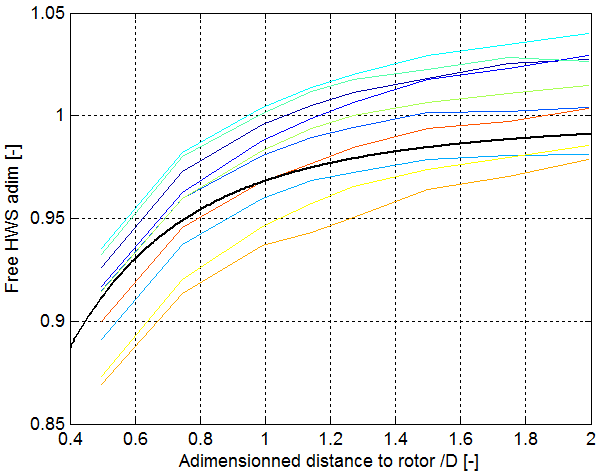 1.05
1
0.95
0.9
0.85
Free HWS adim [-]
0.4 0.6 0.8 1 1.2 1.4 1.6 1.8 2
Adimensionned distance to rotor /D [-]